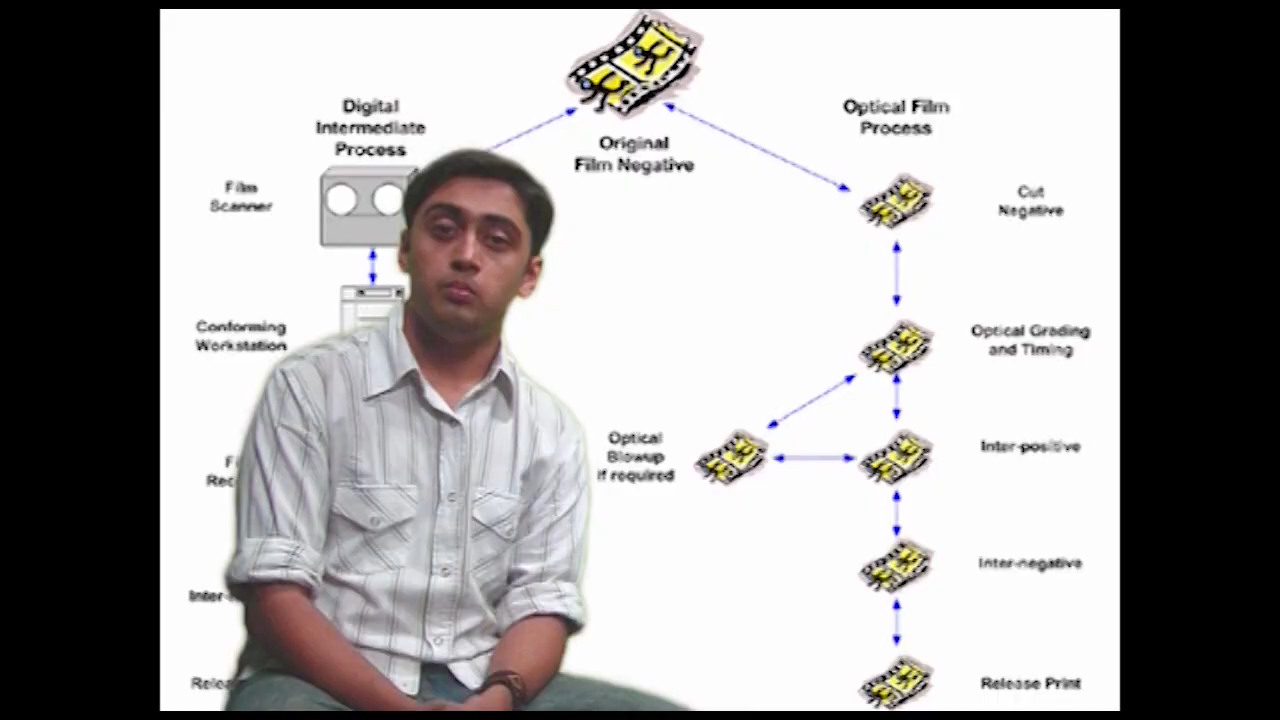 Digital
Intermediate
Process
Original
Film Negative
Optical Film
Process
Film
Scanner
Cut
Negative
Conforming
Workstation
Optical Grading
and Timing
Optical
Blowup
if required
Inter-positive
Inter-negative
Release Print